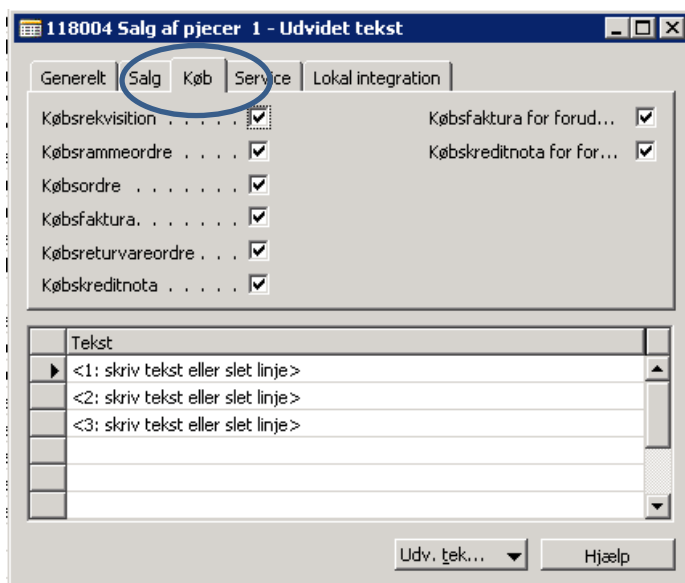 118004 Salg af pjecer 1 - Udvidet tekst
Generelt Salg Køb Service Lokal integration
Købsrekvisition . . . . . Købsfaktura for forud...
Købsrammeordre . . . . Købskreditnota for for...
Købsordre . . . . . . .
Købsfaktura. . . . . . .
Købsreturvareordre . . .
Købskreditnota . . . . .
Tekst
<1: skriv tekst eller slet linje>
<2: skriv tekst eller slet linje>
<3: skriv tekst eller slet linje>
Udv. tek... Hjælp